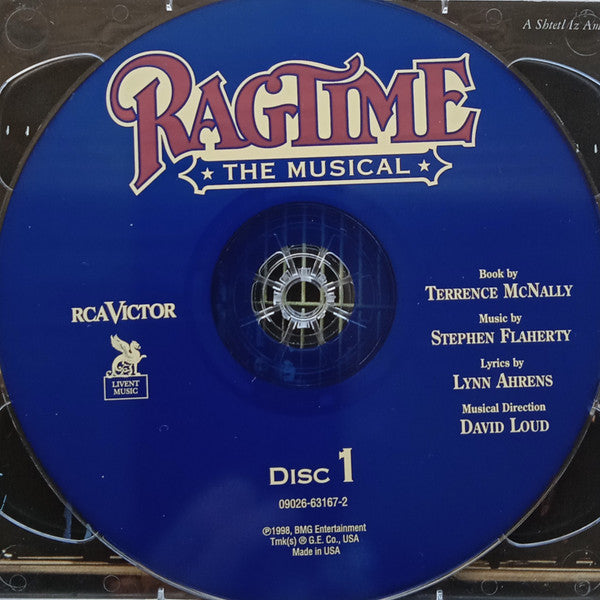 A Shtetl Iz Am
RAGTIME
★ THE MUSICAL ★
RCAVICTOR
LIVENT
MUSIC
Book by
TERRENCE MCNALLY
Music by
STEPHEN FLAHERTY
Lyrics by
LYNN AHRENS
Musical Direction
DAVID LOUD
DISC 1
09026-63167-2
℗1998, BMG Entertainment
Tmk(s) ® G.E. Co., USA
Made in USA